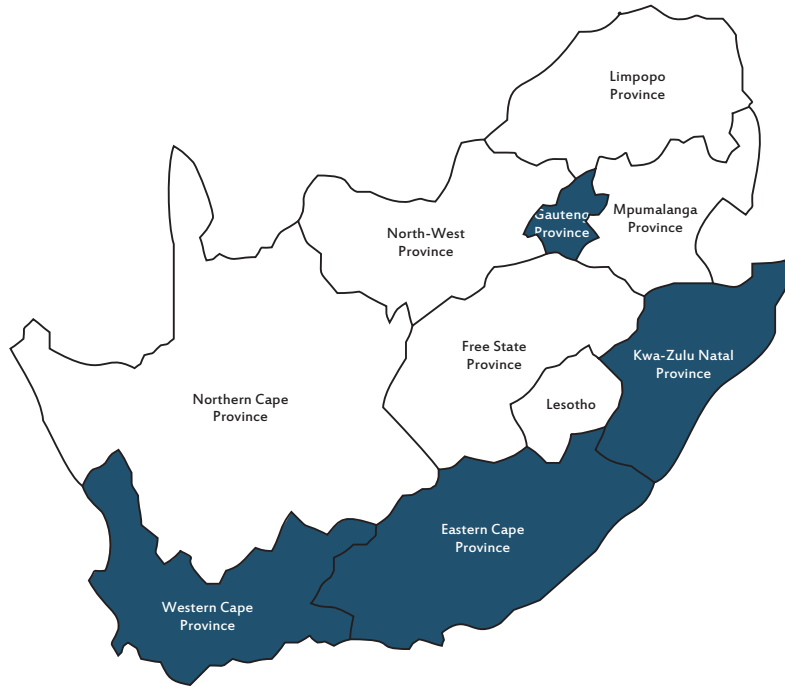 Limpopo
Province
Gauteng
Province
Mpumalanga
Province
North-West
Province
Free State
Province
Kwa-Zulu Natal
Province
Northern Cape
Province
Lesotho
Eastern Cape
Province
Western Cape
Province